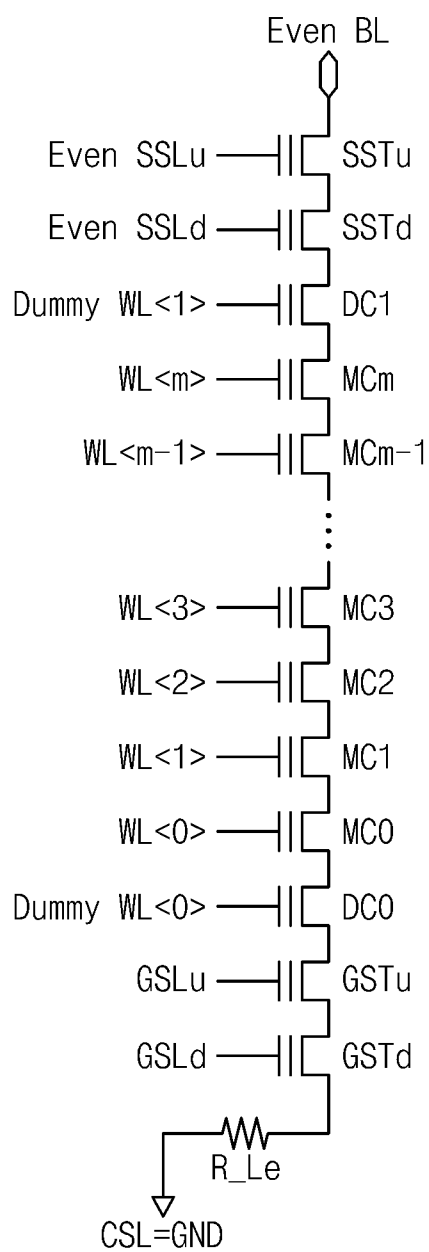 Even BL
Even SSLu SSTu
Even SSLd SSTd
Dummy WL<1> DC1
WL<m> MCm
WL<m-1> MCm-1
WL<3> MC3
WL<2> MC2
WL<1> MC1
WL<0> MC0
Dummy WL<0> DC0
GSLu GSTu
GSLd GSTd
R_Le
CSL=GND